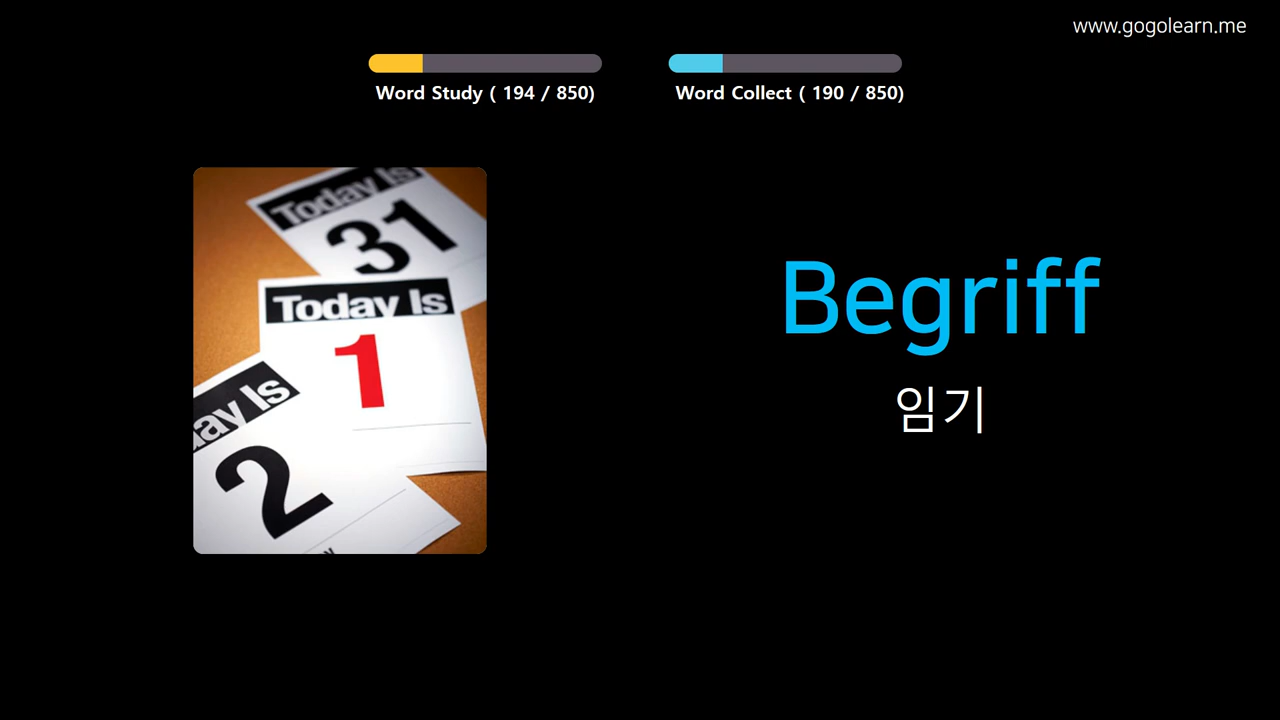 www.gogolearn.me
Word Study ( 194 / 850)
Word Collect ( 190 / 850)
Today Is
31
Today Is
1
ay Is
2
Begriff
임기